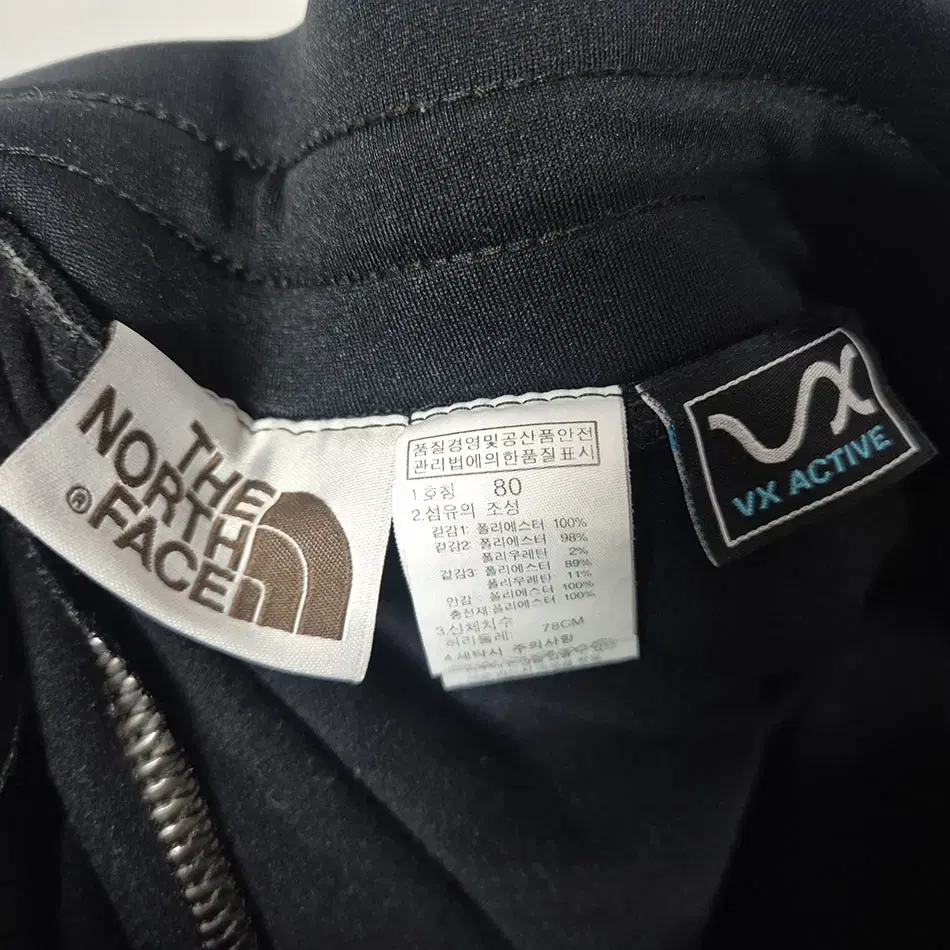 THE
NORTH
FACE
®
품질경영및공산품안전
관리법에의한품질표시
1.호칭 80
2.섬유의 조성
겉감1: 폴리에스터 100%
겉감2: 폴리에스터 98%
폴리우레탄 2%
겉감3: 폴리에스터 89%
폴리우레탄 11%
안감 : 폴리에스터 100%
충전재:폴리에스터 100%
3.신체치수
허리둘레: 78CM
4.세탁시 주의사항
VX
VX ACTIVE